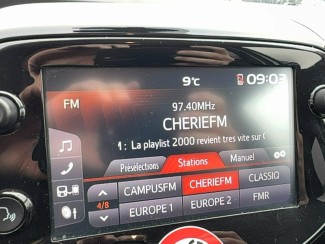 9°C 09:03
FM
97.40MHz
CHERIEFM
1: La playlist 2000 revient tres vite sur
Présélections Stations Manuel
CAMPUSFM CHERIEFM CLASSIQ
4/8
EUROPE 1 EUROPE 2 FMR